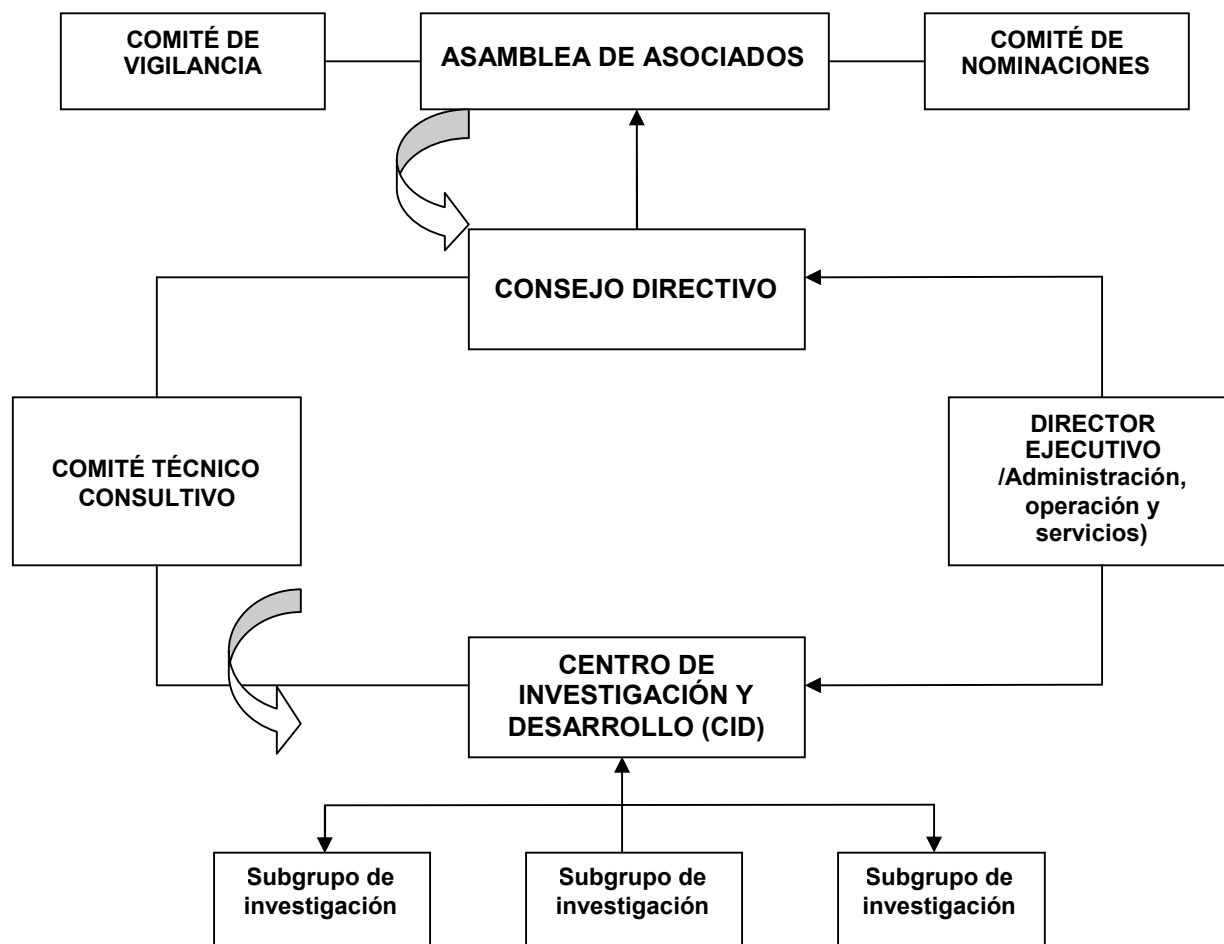 COMITÉ DE
VIGILANCIA
ASAMBLEA DE ASOCIADOS
COMITÉ DE
NOMINACIONES
CONSEJO DIRECTIVO
COMITÉ TÉCNICO
CONSULTIVO
DIRECTOR
EJECUTIVO
/Administración,
operación y
servicios)
CENTRO DE
INVESTIGACIÓN Y
DESARROLLO (CID)
Subgrupo de
investigación
Subgrupo de
investigación
Subgrupo de
investigación